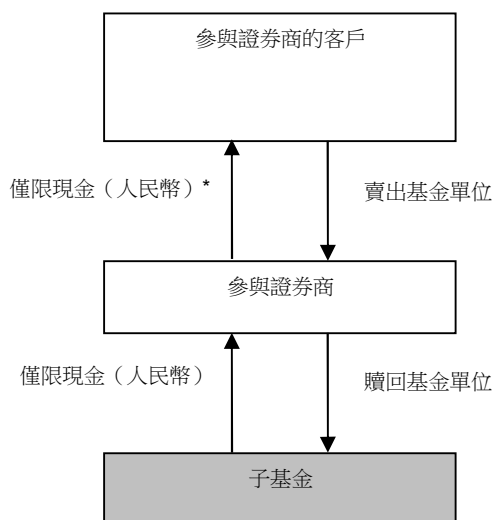 參與證券商的客戶
僅限現金（人民幣）*
賣出基金單位
參與證券商
僅限現金（人民幣）
贖回基金單位
子基金